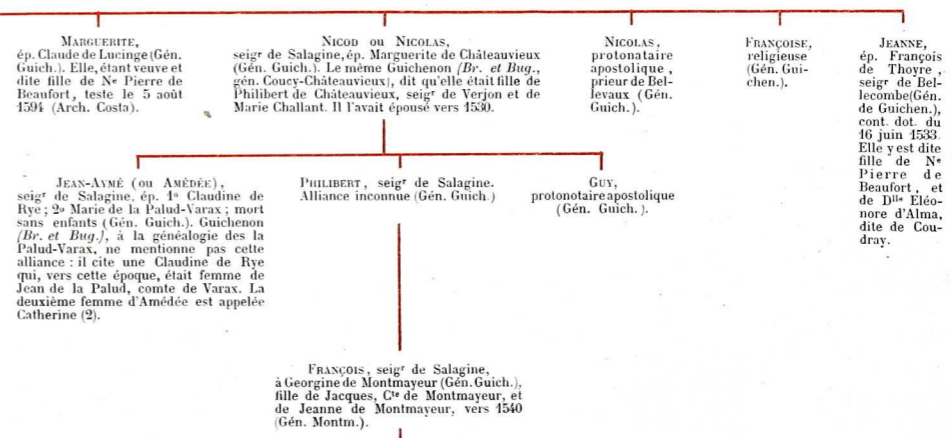 MARGUERITE,
ép. Claude de Lucinge (Gén.
Guich.). Elle, étant veuve et
dite fille de Nᵉ Pierre de
Beaufort, teste le 5 août
1594 (Arch. Costa).
NICOD OU NICOLAS,
seigʳ de Salagine, ép. Marguerite de Châteauvieux
(Gén. Guich.). Le même Guichenon (Br. et Bug.,
gén. Coucy-Châteauvieux), dit qu'elle était fille de
Philibert de Châteauvieux, seigʳ de Verjon et de
Marie Challant. Il l'avait épousé vers 1530.
NICOLAS,
protonataire
apostolique,
prieur de Bel-
levaux (Gén.
Guich.).
FRANÇOISE,
religieuse
(Gén. Gui-
chen.).
JEANNE,
ép. François
de Thoyre,
seigʳ de Bel-
lecombe (Gén.
de Guichen.),
cont. dot. du
16 juin 1533.
Elle y est dite
fille de Nᵉ
Pierre de
Beaufort, et
de Dˡˡᵉ Eléo-
nore d'Alma,
dite de Cou-
dray.
JEAN-AYMÉ (OU AMÉDÉE),
seigʳ de Salagine, ép. 1º Claudine de
Rye; 2º Marie de la Palud-Varax; mort
sans enfants (Gén. Guich.). Guichenon
(Br. et Bug.), à la généalogie des la
Palud-Varax, ne mentionne pas cette
alliance : il cite une Claudine de Rye
qui, vers cette époque, était femme de
Jean de la Palud, comte de Varax. La
deuxième femme d'Amédée est appelée
Catherine (2).
PHILIBERT, seigʳ de Salagine.
Alliance inconnue (Gén. Guich.)
GUY,
protonotaire apostolique
(Gén. Guich.).
FRANÇOIS, seigʳ de Salagine,
à Georgine de Montmayeur (Gén. Guich.),
fille de Jacques, Cᵗᵉ de Montmayeur, et
de Jeanne de Montmayeur, vers 1540
(Gén. Montm.).